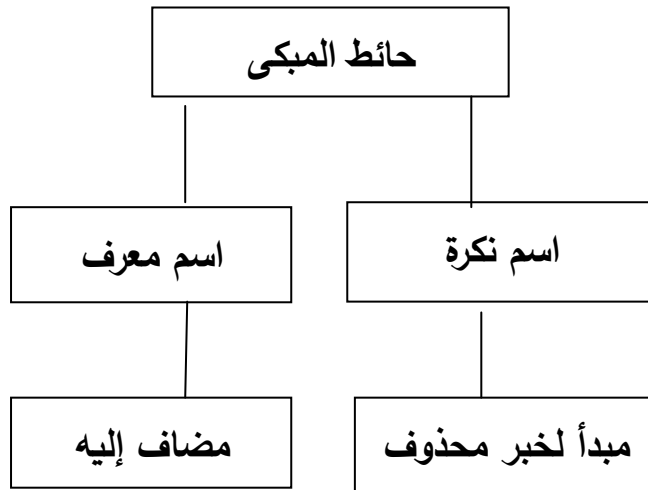 حائط المبكى
اسم نكرة
اسم معرف
مبدأ لخبر محذوف
مضاف إليه